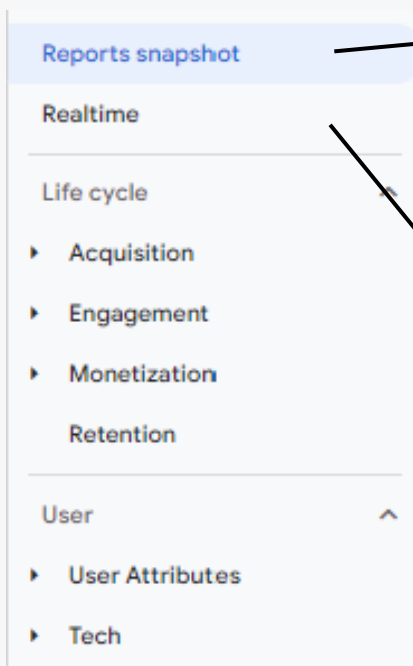 Reports snapshot
Realtime
Life cycle
Acquisition
Engagement
Monetization
Retention
User
User Attributes
Tech